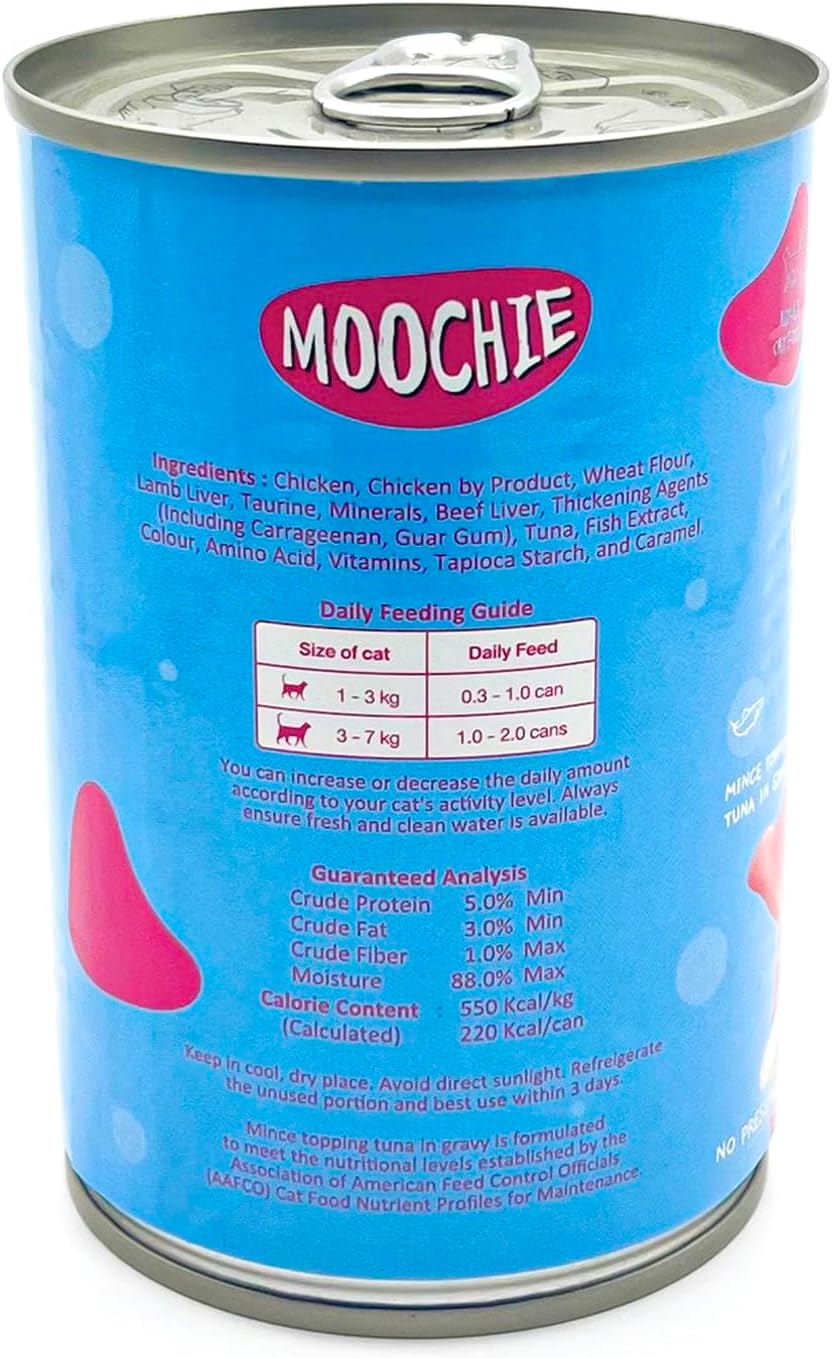 MOOCHIE
Ingredients : Chicken, Chicken by Product, Wheat Flour,
Lamb Liver, Taurine, Minerals, Beef Liver, Thickening Agents
(Including Carrageenan, Guar Gum), Tuna, Fish Extract,
Colour, Amino Acid, Vitamins, Tapioca Starch, and Caramel.
Daily Feeding Guide
Size of cat Daily Feed
1 - 3 kg 0.3 - 1.0 can
3 - 7 kg 1.0 - 2.0 cans
You can increase or decrease the daily amount
according to your cat's activity level. Always
ensure fresh and clean water is available.
Guaranteed Analysis
Crude Protein 5.0% Min
Crude Fat 3.0% Min
Crude Fiber 1.0% Max
Moisture 88.0% Max
Calorie Content : 550 Kcal/kg
(Calculated) 220 Kcal/can
Keep in cool, dry place. Avoid direct sunlight. Refreigerate
the unused portion and best use within 3 days.
Mince topping tuna in gravy is formulated
to meet the nutritional levels established by the
Association of American Feed Control Officials
(AAFCO) Cat Food Nutrient Profiles for Maintenance.
MINCE
TUNA IN
NO